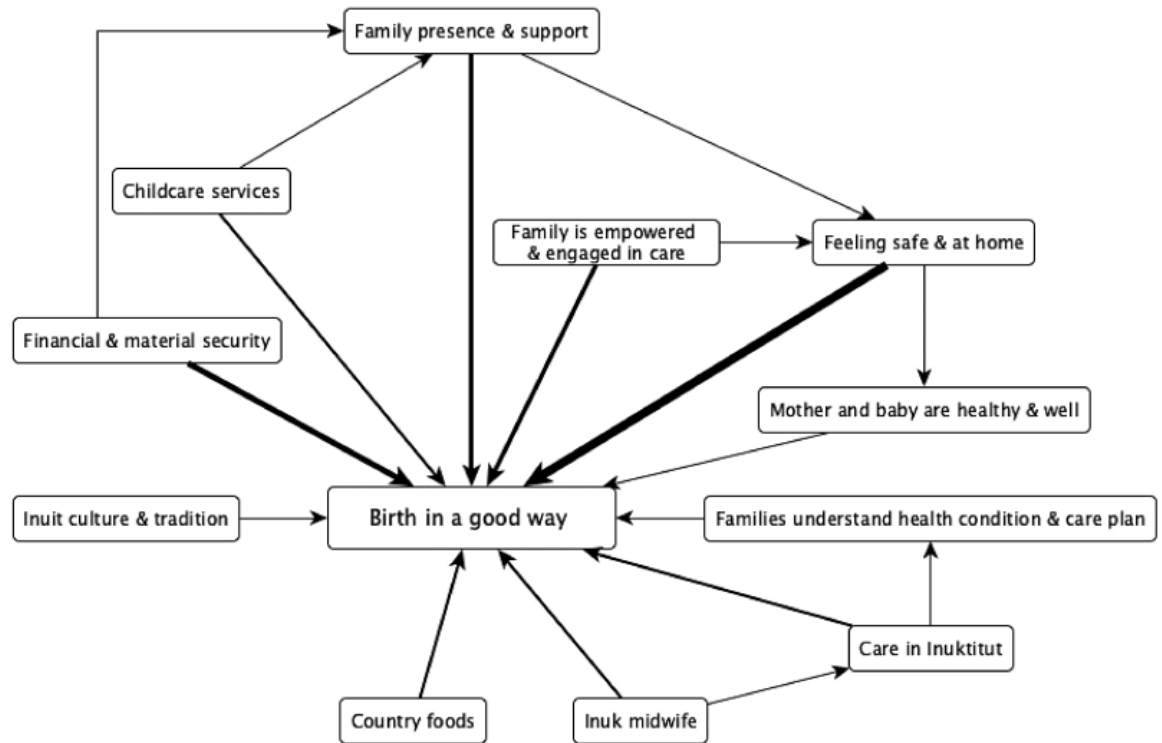 Family presence & support
Childcare services
Family is empowered
& engaged in care
Feeling safe & at home
Financial & material security
Mother and baby are healthy & well
Inuit culture & tradition
Birth in a good way
Families understand health condition & care plan
Care in Inuktitut
Country foods
Inuk midwife